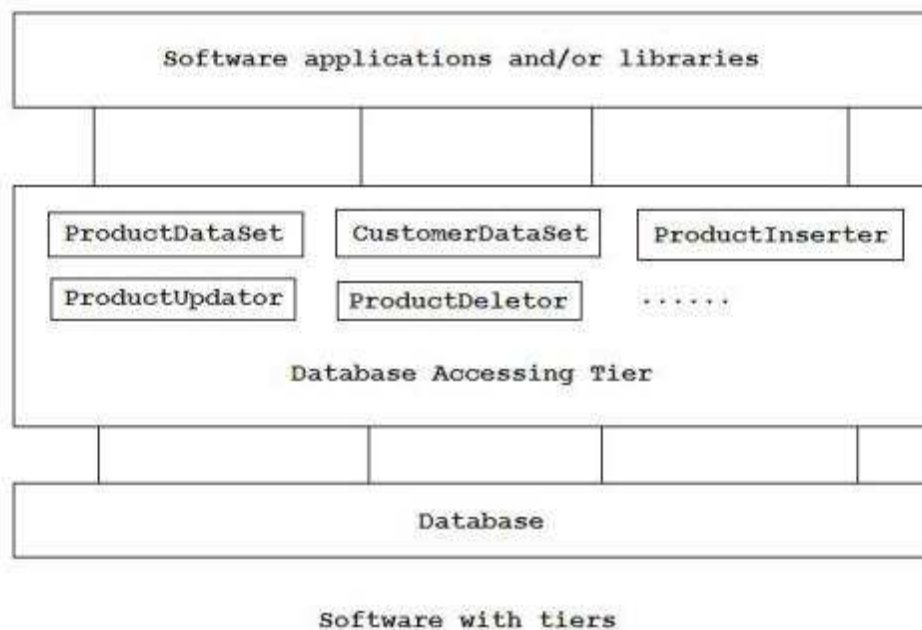 Software applications and/or libraries
ProductDataSet CustomerDataSet ProductInserter
ProductUpdator ProductDeletor ......
Database Accessing Tier
Database
Software with tiers